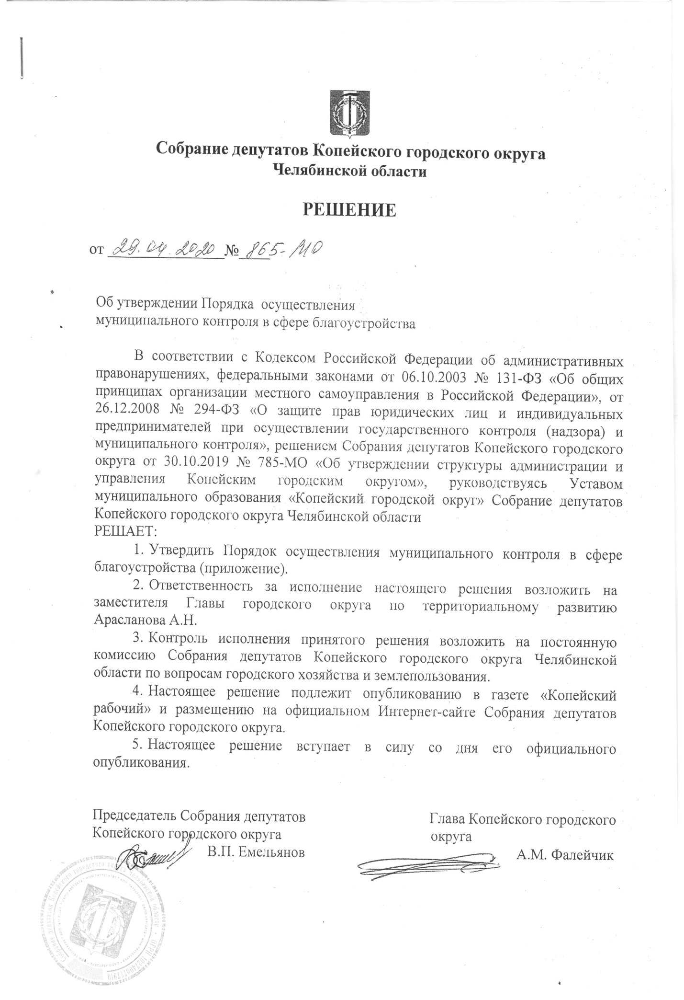 Собрание депутатов Копейского городского округа
Челябинской области
РЕШЕНИЕ
от 29.04.2020 № 865-МО
Об утверждении Порядка осуществления
муниципального контроля в сфере благоустройства
В соответствии с Кодексом Российской Федерации об административных
правонарушениях, федеральными законами от 06.10.2003 № 131-ФЗ «Об общих
принципах организации местного самоуправления в Российской Федерации», от
26.12.2008 № 294-ФЗ «О защите прав юридических лиц и индивидуальных
предпринимателей при осуществлении государственного контроля (надзора) и
муниципального контроля», решением Собрания депутатов Копейского городского
округа от 30.10.2019 № 785-МО «Об утверждении структуры администрации и
управления Копейским городским округом», руководствуясь Уставом
муниципального образования «Копейский городской округ» Собрание депутатов
Копейского городского округа Челябинской области
РЕШАЕТ:
1. Утвердить Порядок осуществления муниципального контроля в сфере
благоустройства (приложение).
2. Ответственность за исполнение настоящего решения возложить на
заместителя Главы городского округа по территориальному развитию
Арасланова А.Н.
3. Контроль исполнения принятого решения возложить на постоянную
комиссию Собрания депутатов Копейского городского округа Челябинской
области по вопросам городского хозяйства и землепользования.
4. Настоящее решение подлежит опубликованию в газете «Копейский
рабочий» и размещению на официальном Интернет-сайте Собрания депутатов
Копейского городского округа.
5. Настоящее решение вступает в силу со дня его официального
опубликования.
Председатель Собрания депутатов
Копейского городского округа
В.П. Емельянов
Глава Копейского городского
округа
А.М. Фалейчик
Собрание депутатов Копейского городского округа Челябинской области • ОГРН 1027400777910